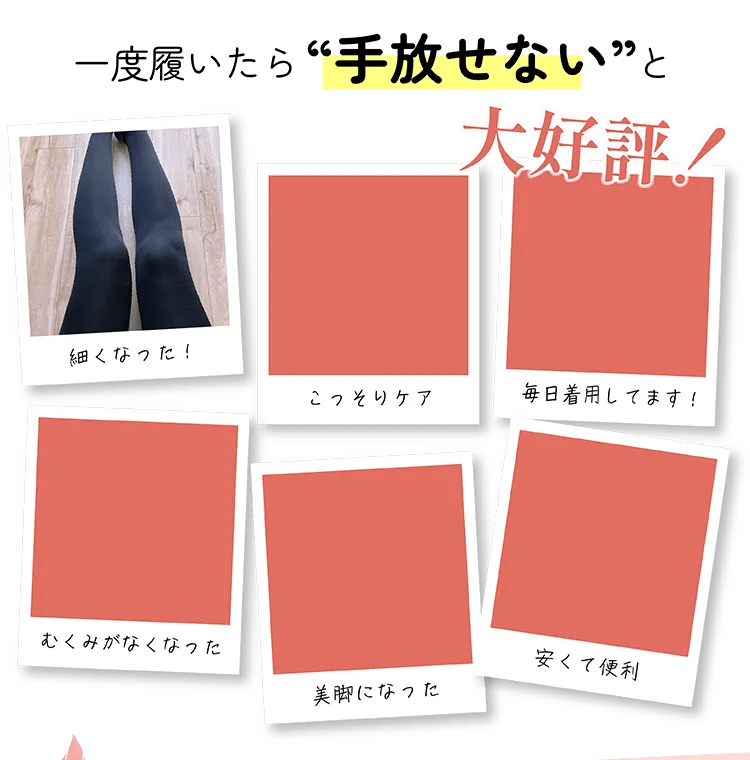 一度履いたら“手放せない”と
大好評！
細くなった！
こっそりケア
毎日着用してます！
むくみがなくなった
美脚になった
安くて便利